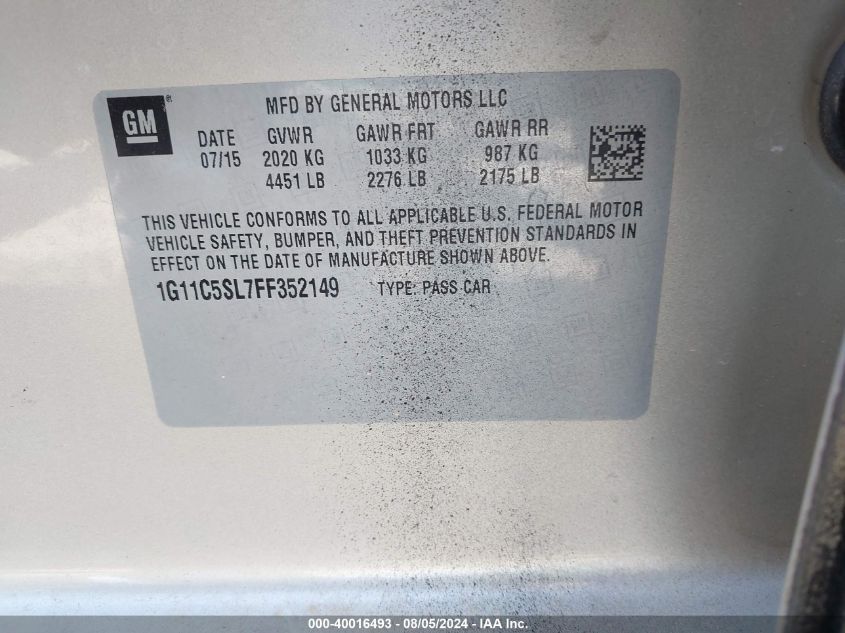 GM ®
MFD BY GENERAL MOTORS LLC
DATE GVWR GAWR FRT GAWR RR
07/15 2020 KG 1033 KG 987 KG
4451 LB 2276 LB 2175 LB
THIS VEHICLE CONFORMS TO ALL APPLICABLE U.S. FEDERAL MOTOR
VEHICLE SAFETY, BUMPER, AND THEFT PREVENTION STANDARDS IN
EFFECT ON THE DATE OF MANUFACTURE SHOWN ABOVE.
1G11C5SL7FF352149 TYPE: PASS CAR
000-40016493 - 08/05/2024 - IAA Inc.